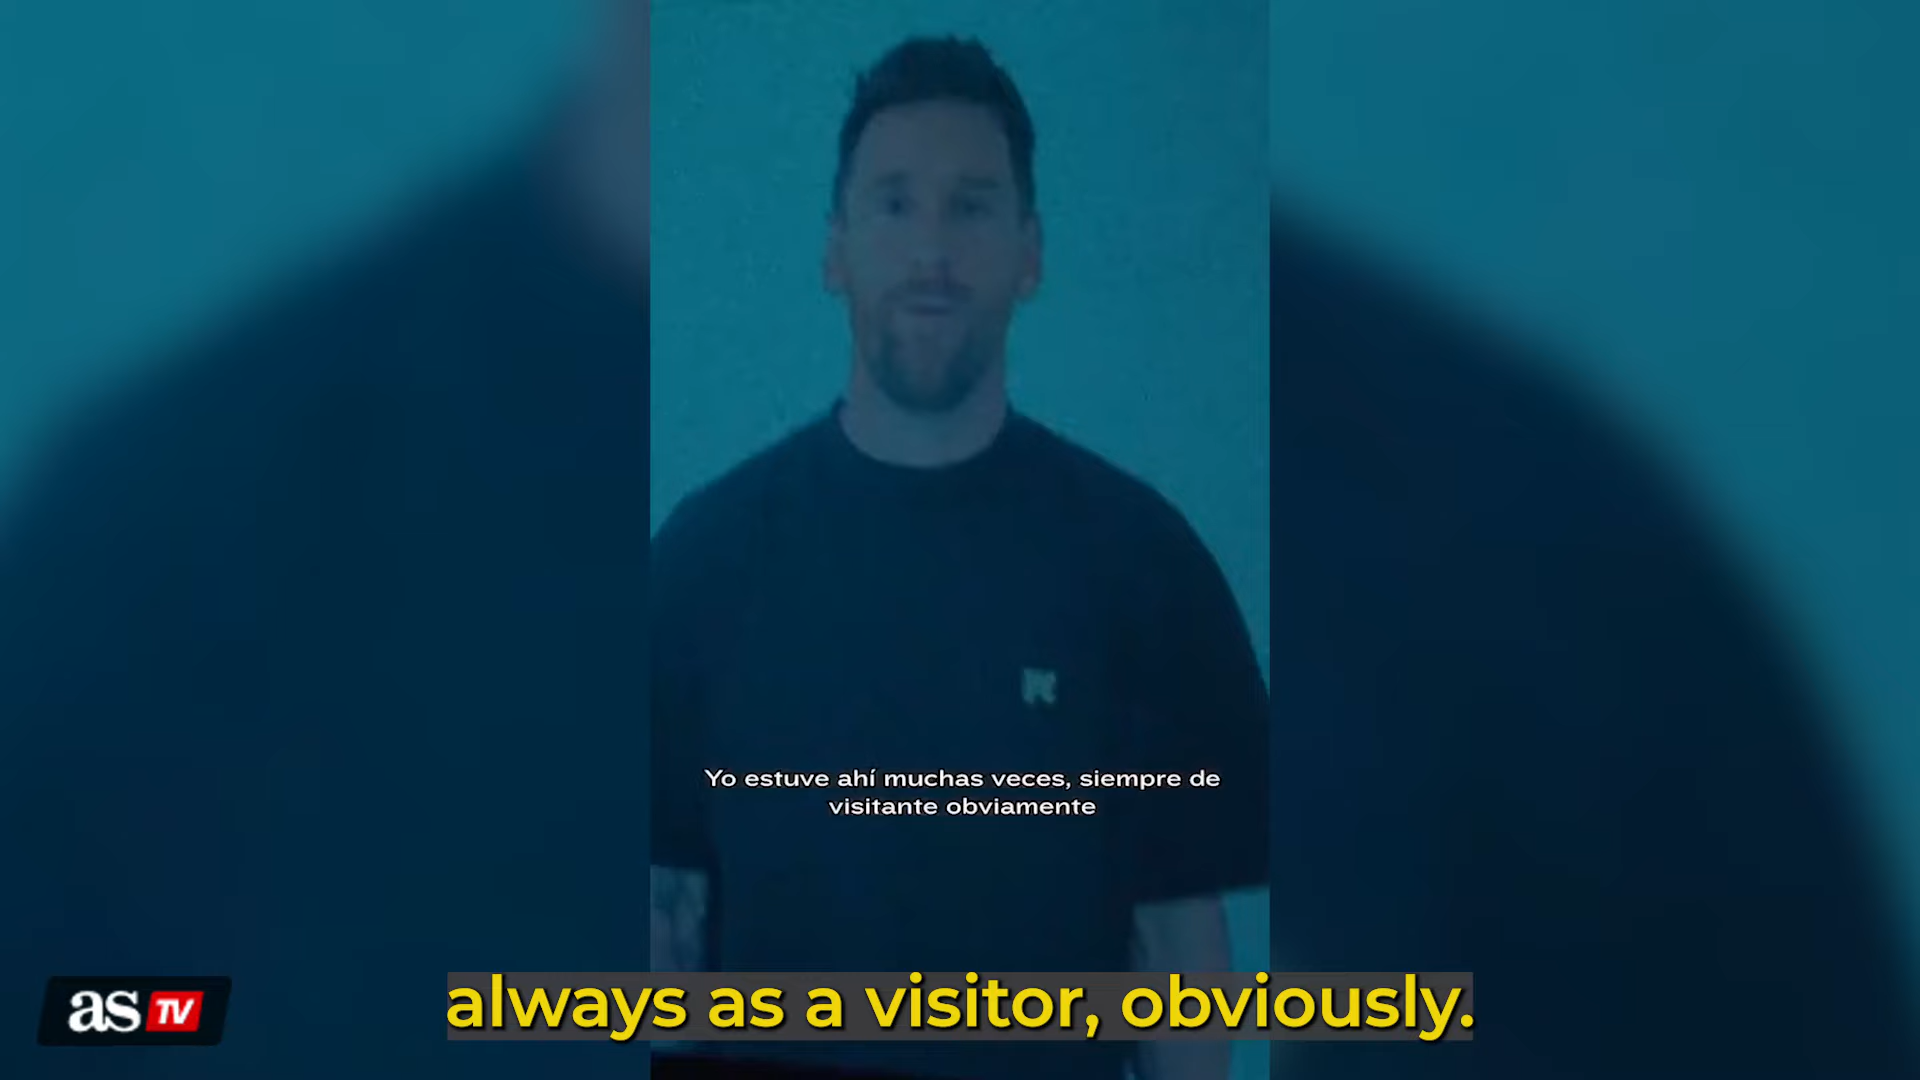 Yo estuve ahí muchas veces, siempre de
visitante obviamente
always as a visitor, obviously.
as TV